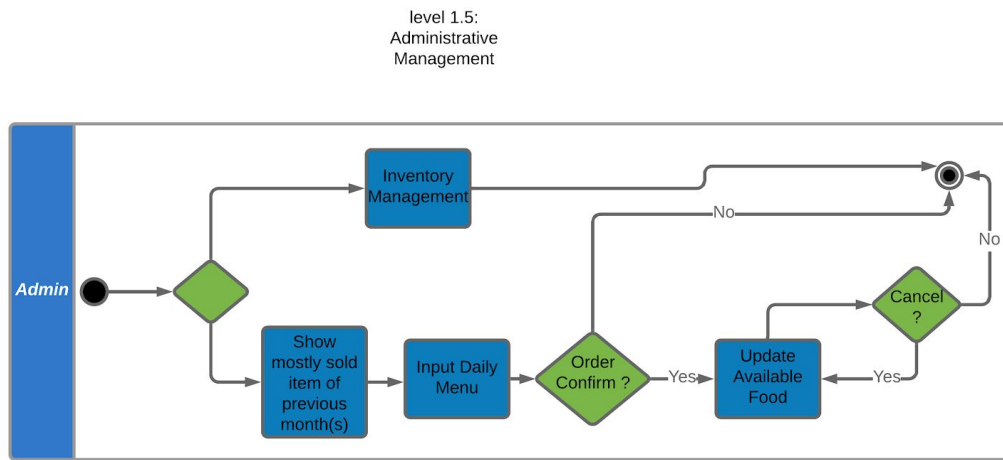 level 1.5:
Administrative
Management
Admin
Inventory
Management
No
No
Cancel
?
Show
mostly sold
item of
previous
month(s)
Input Daily
Menu
Order
Confirm ?
Yes
Update
Available
Food
Yes